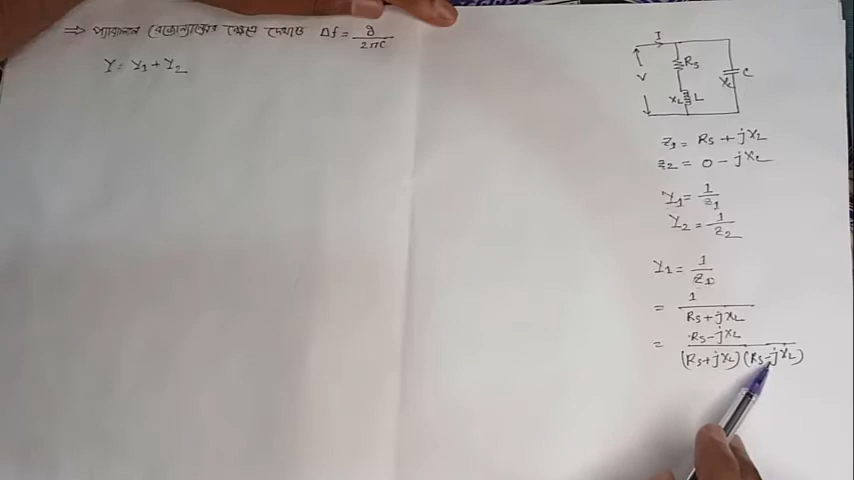 ⇒ প্যারালাল রেজোন্যান্সের ক্ষেত্রে দেখাও Δf = g / 2πC
Y = Y1 + Y2
I
Rs
V
XL L
Xc C
Z1 = Rs + jXL
Z2 = 0 - jXL
Y1 = 1 / Z1
Y2 = 1 / Z2
Y1 = 1 / Z1
= 1 / Rs + jXL
= Rs - jXL / (Rs + jXL) (Rs - jXL)